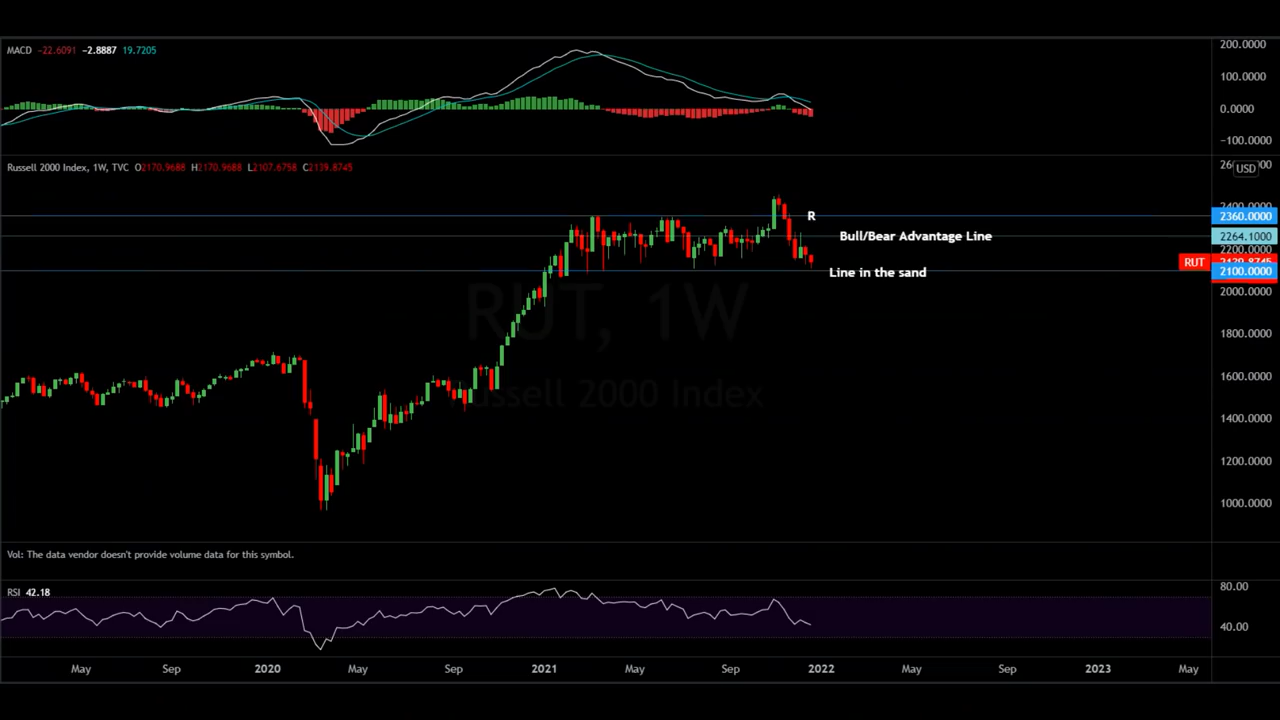 MACD −22.6091 −2.8887 19.7205
200.0000
100.0000
0.0000
−100.0000
Russell 2000 Index, 1W, TVC O2170.9688 H2170.9688 L2107.6758 C2139.8745
USD
R
2360.0000
Bull/Bear Advantage Line
2264.1000
2200.0000
RUT 2139.8745
Line in the sand
2100.0000
2000.0000
RUT, 1W
1800.0000
1600.0000
Russell 2000 Index
1400.0000
1200.0000
1000.0000
Vol: The data vendor doesn't provide volume data for this symbol.
RSI 42.18
80.00
40.00
May Sep 2020 May Sep 2021 May Sep 2022 May Sep 2023 May